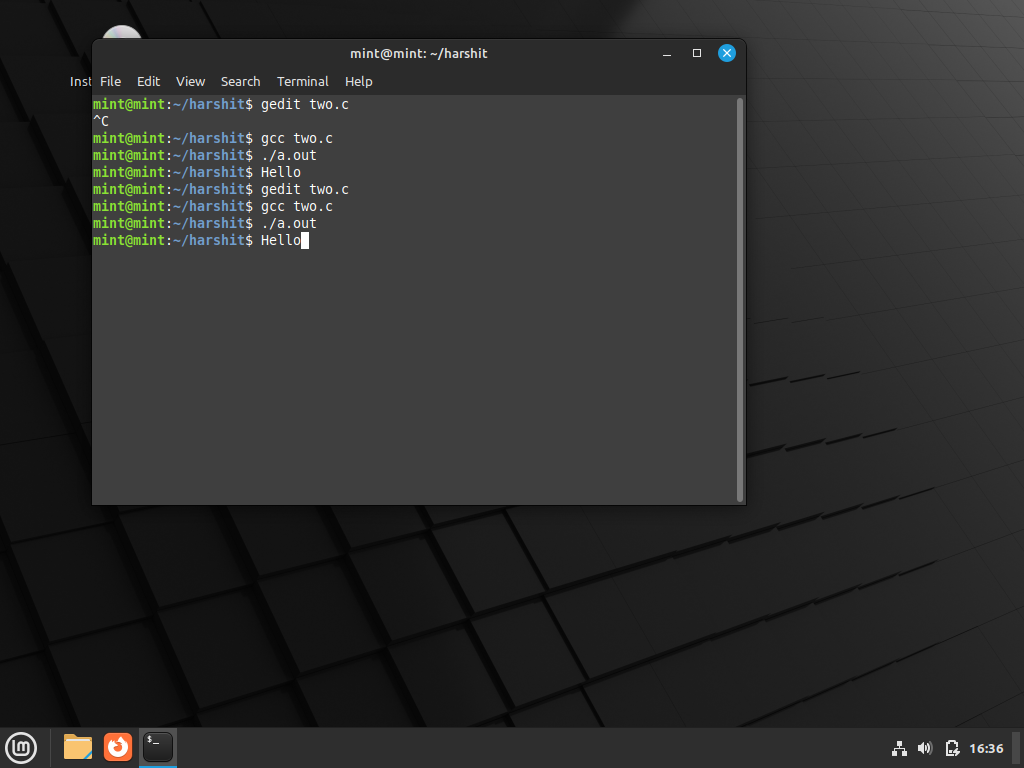 mint@mint: ~/harshit
Inst
File Edit View Search Terminal Help
mint@mint:~/harshit$ gedit two.c
^C
mint@mint:~/harshit$ gcc two.c
mint@mint:~/harshit$ ./a.out
mint@mint:~/harshit$ Hello
mint@mint:~/harshit$ gedit two.c
mint@mint:~/harshit$ gcc two.c
mint@mint:~/harshit$ ./a.out
mint@mint:~/harshit$ Hello
$_
16:36